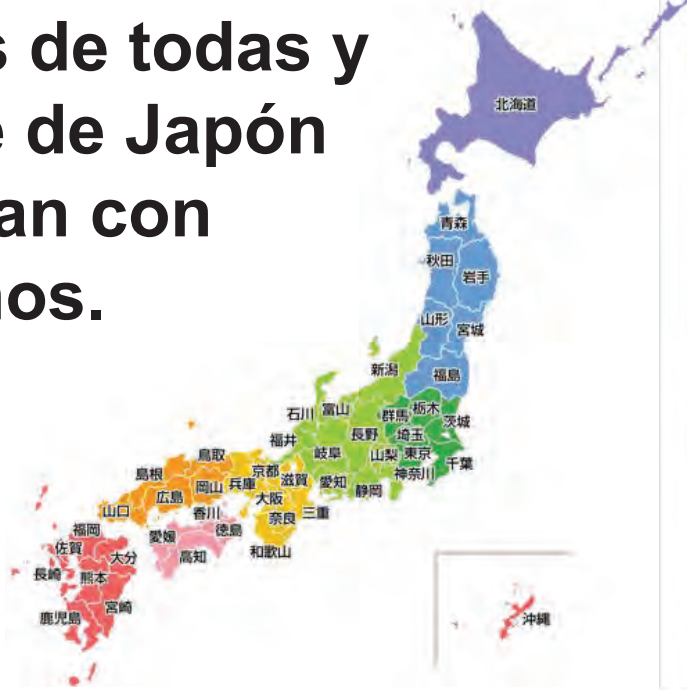 s de todas y
e de Japón
an con
nos.
北海道
青森
秋田
岩手
山形
宮城
新潟
福島
石川
富山
群馬
栃木
茨城
福井
長野
埼玉
岐阜
山梨
東京
千葉
神奈川
愛知
静岡
鳥取
島根
京都
滋賀
岡山
兵庫
広島
大阪
山口
香川
奈良
三重
福岡
愛媛
徳島
佐賀
大分
高知
和歌山
長崎
熊本
宮崎
鹿児島
沖縄